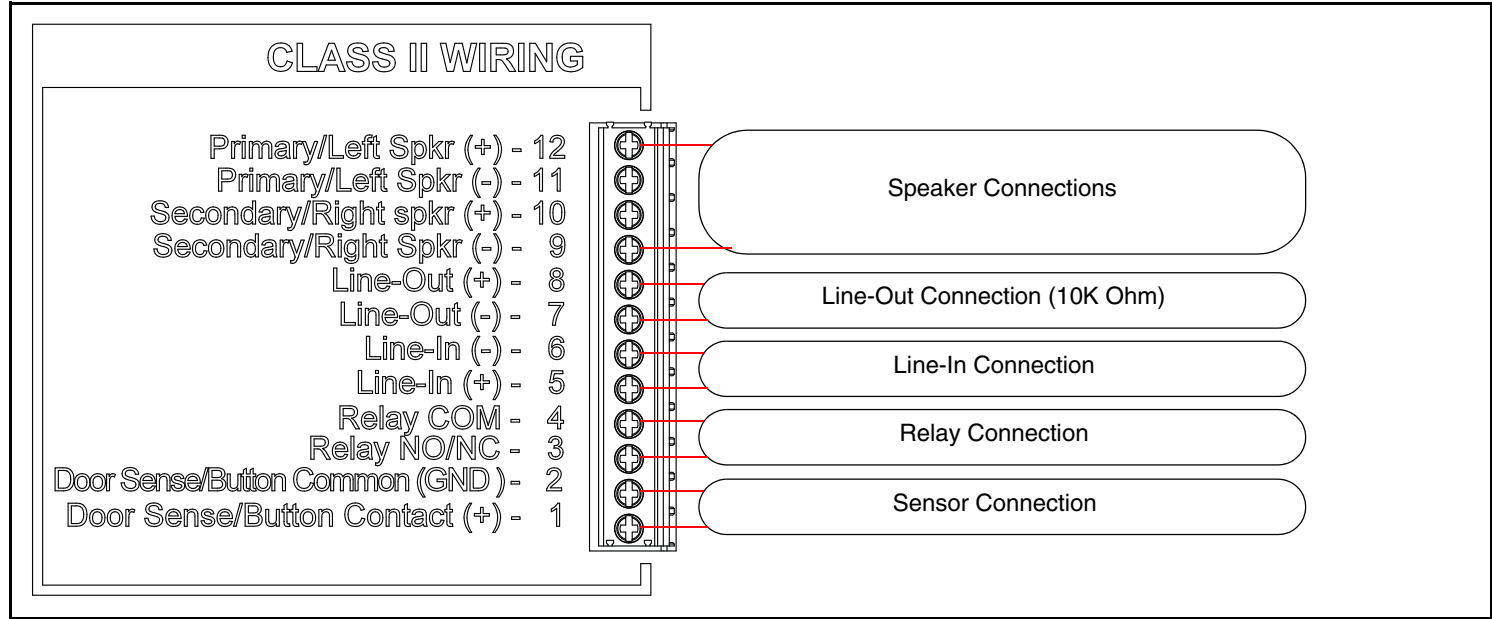 CLASS II WIRING
Primary/Left Spkr (+) - 12
Primary/Left Spkr (-) - 11
Secondary/Right spkr (+) - 10
Secondary/Right Spkr (-) - 9
Line-Out (+) - 8
Line-Out (-) - 7
Line-In (-) - 6
Line-In (+) - 5
Relay COM - 4
Relay NO/NC - 3
Door Sense/Button Common (GND ) - 2
Door Sense/Button Contact (+) - 1
Speaker Connections
Line-Out Connection (10K Ohm)
Line-In Connection
Relay Connection
Sensor Connection